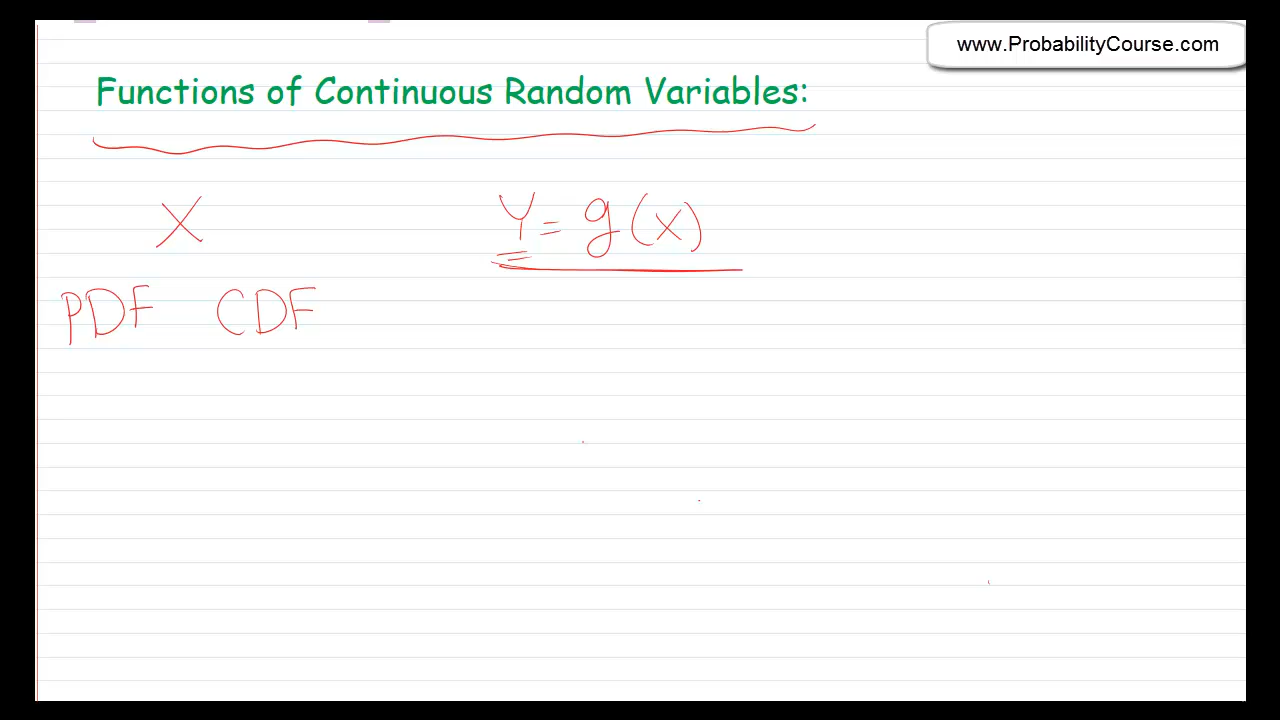 www.ProbabilityCourse.com
Functions of Continuous Random Variables:
X Y = g(X)
PDF CDF